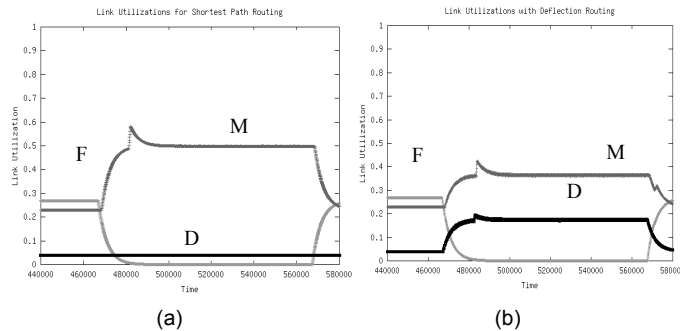 Link Utilizations for Shortest Path Routing
1
0.9
0.8
0.7
0.6
0.5
0.4
0.3
0.2
0.1
0
Link Utilization
F
M
D
440000 460000 480000 500000 520000 540000 560000 580000
Time
(a)
Link Utilizations with Deflection Routing
1
0.9
0.8
0.7
0.6
0.5
0.4
0.3
0.2
0.1
0
Link Utilization
F
M
D
440000 460000 480000 500000 520000 540000 560000 580000
Time
(b)